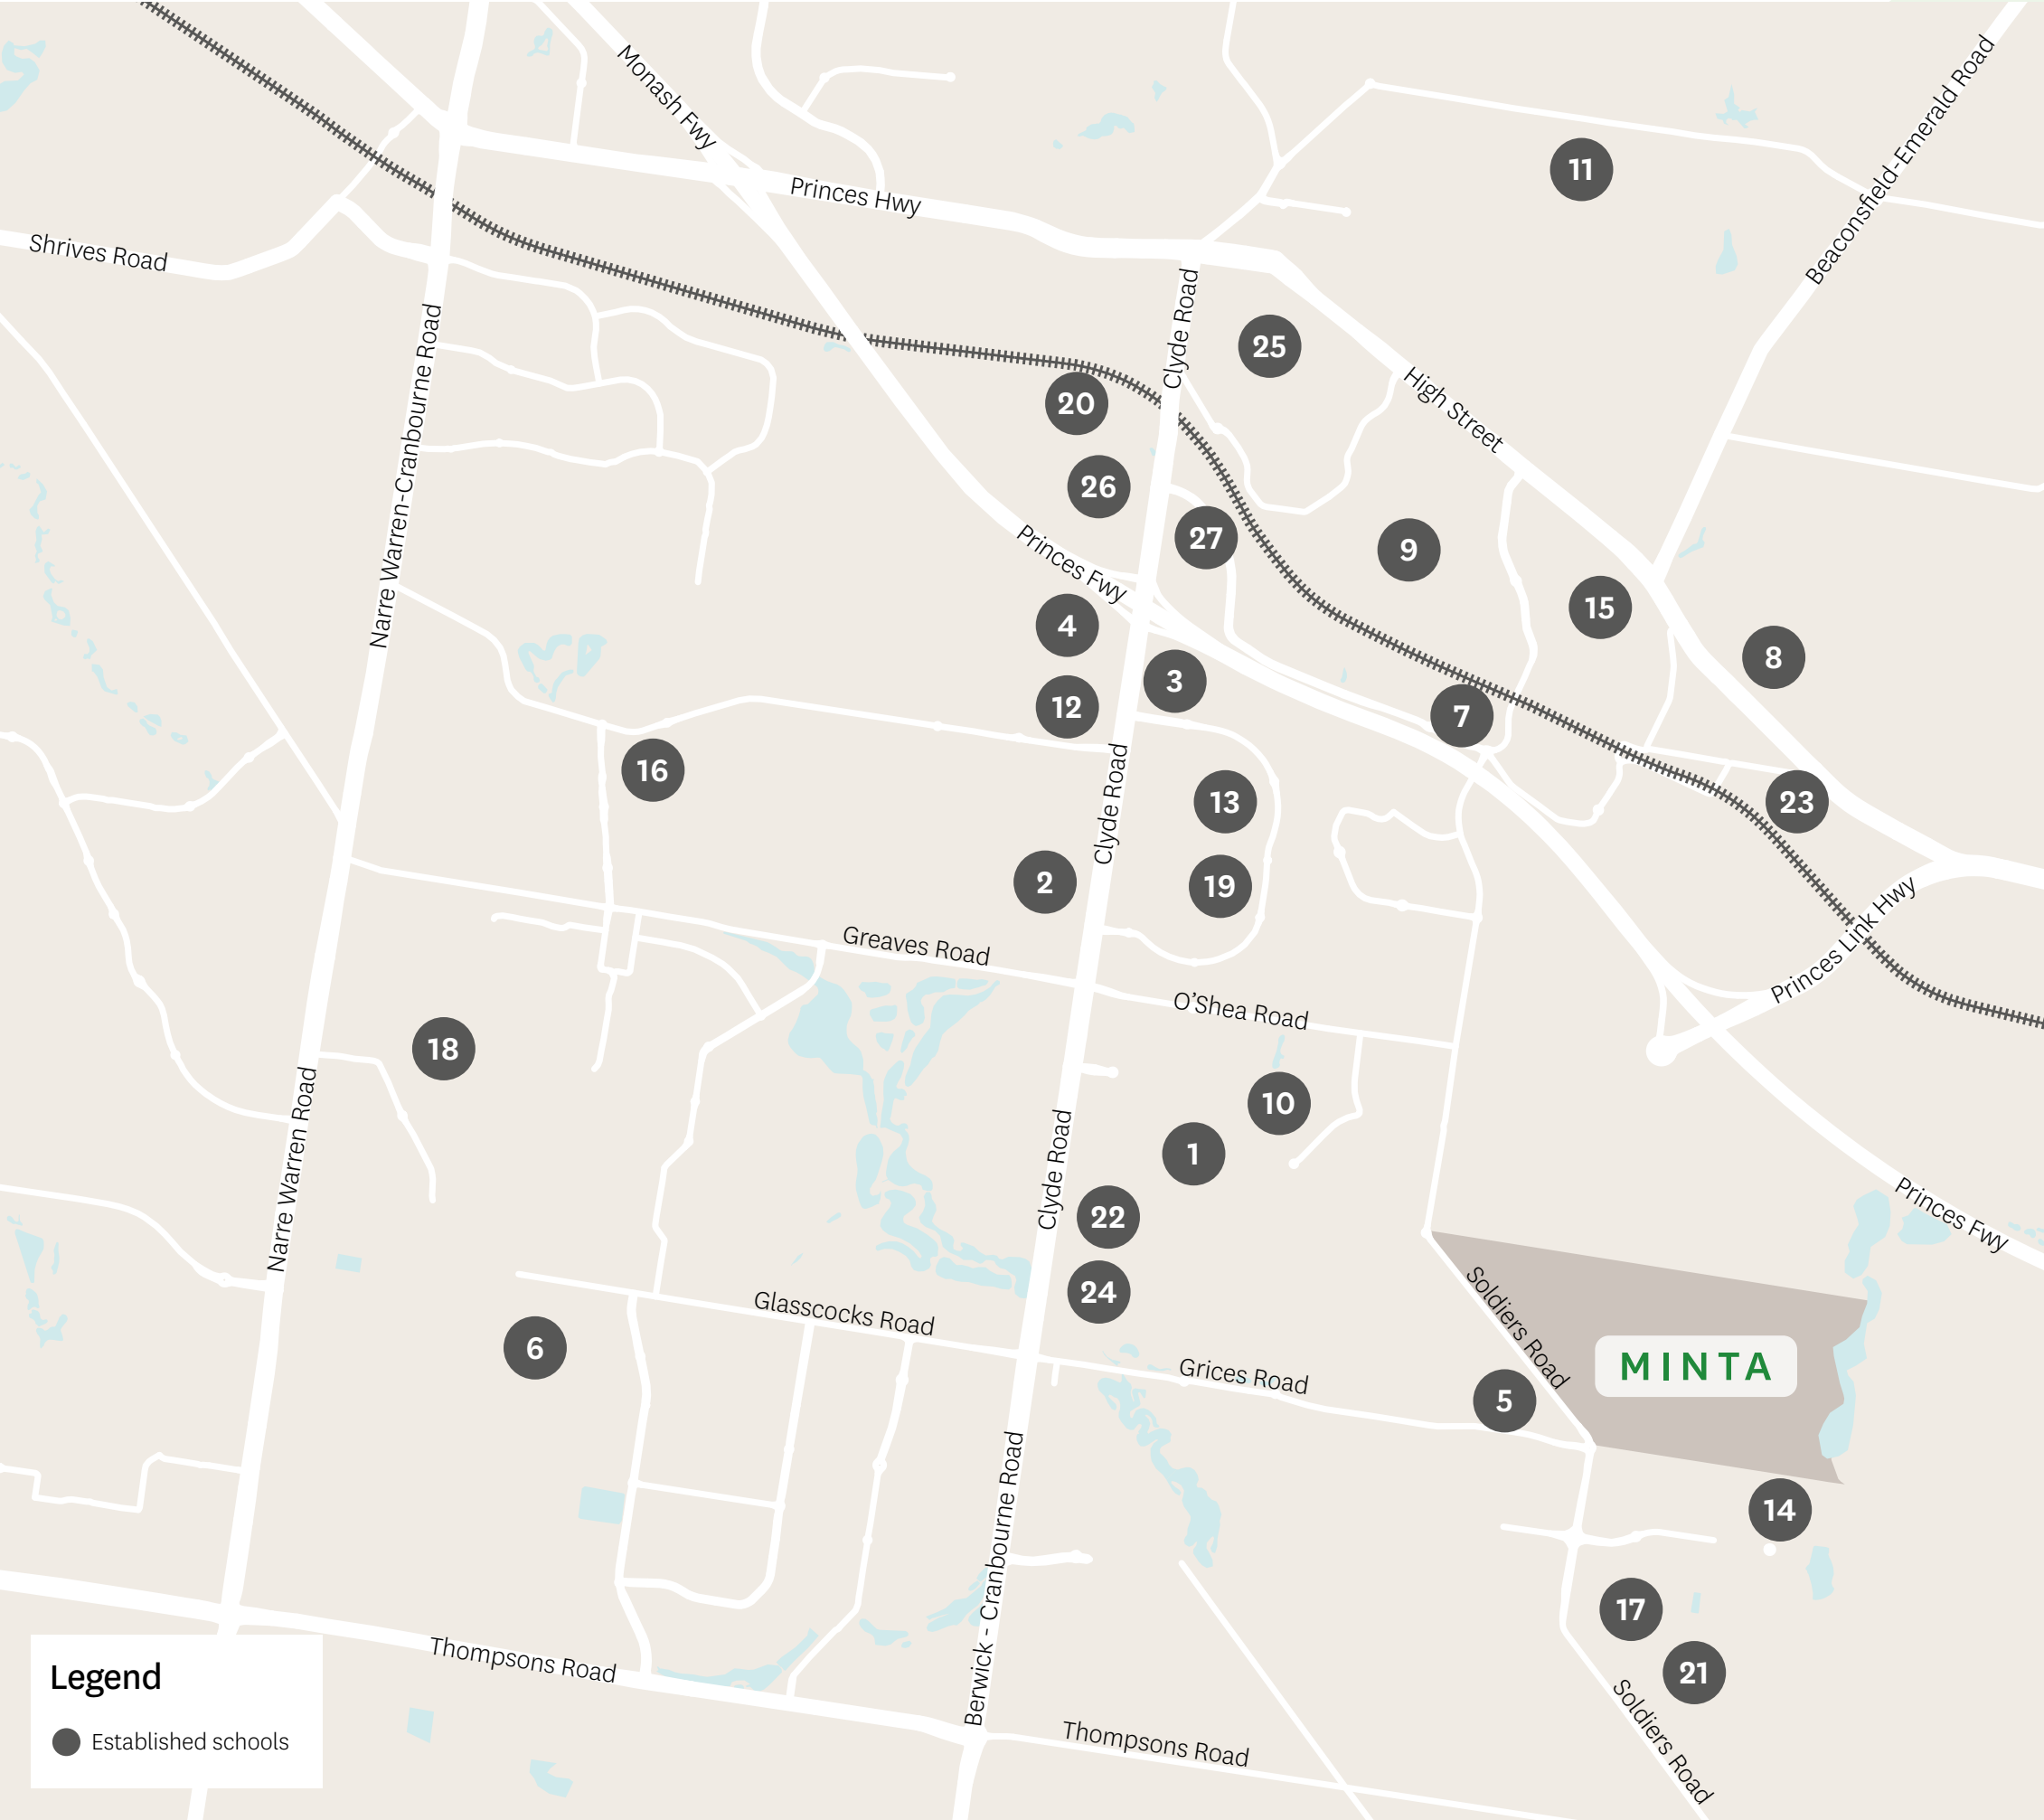 Monash Fwy
Beaconsfield-Emerald Road
11
Princes Hwy
Shrives Road
Clyde Road
25
Narre Warren-Cranbourne Road
High Street
20
26
27
9
Princes Fwy
4
15
3
8
12
7
16
Clyde Road
13
23
2
19
Greaves Road
Princes Link Hwy
O’Shea Road
18
10
Narre Warren Road
Clyde Road
1
22
Princes Fwy
24
Soldiers Road
Glasscocks Road
6
MINTA
Grices Road
5
Berwick - Cranbourne Road
14
17
21
Thompsons Road
Soldiers Road
Thompsons Road
Legend
Established schools